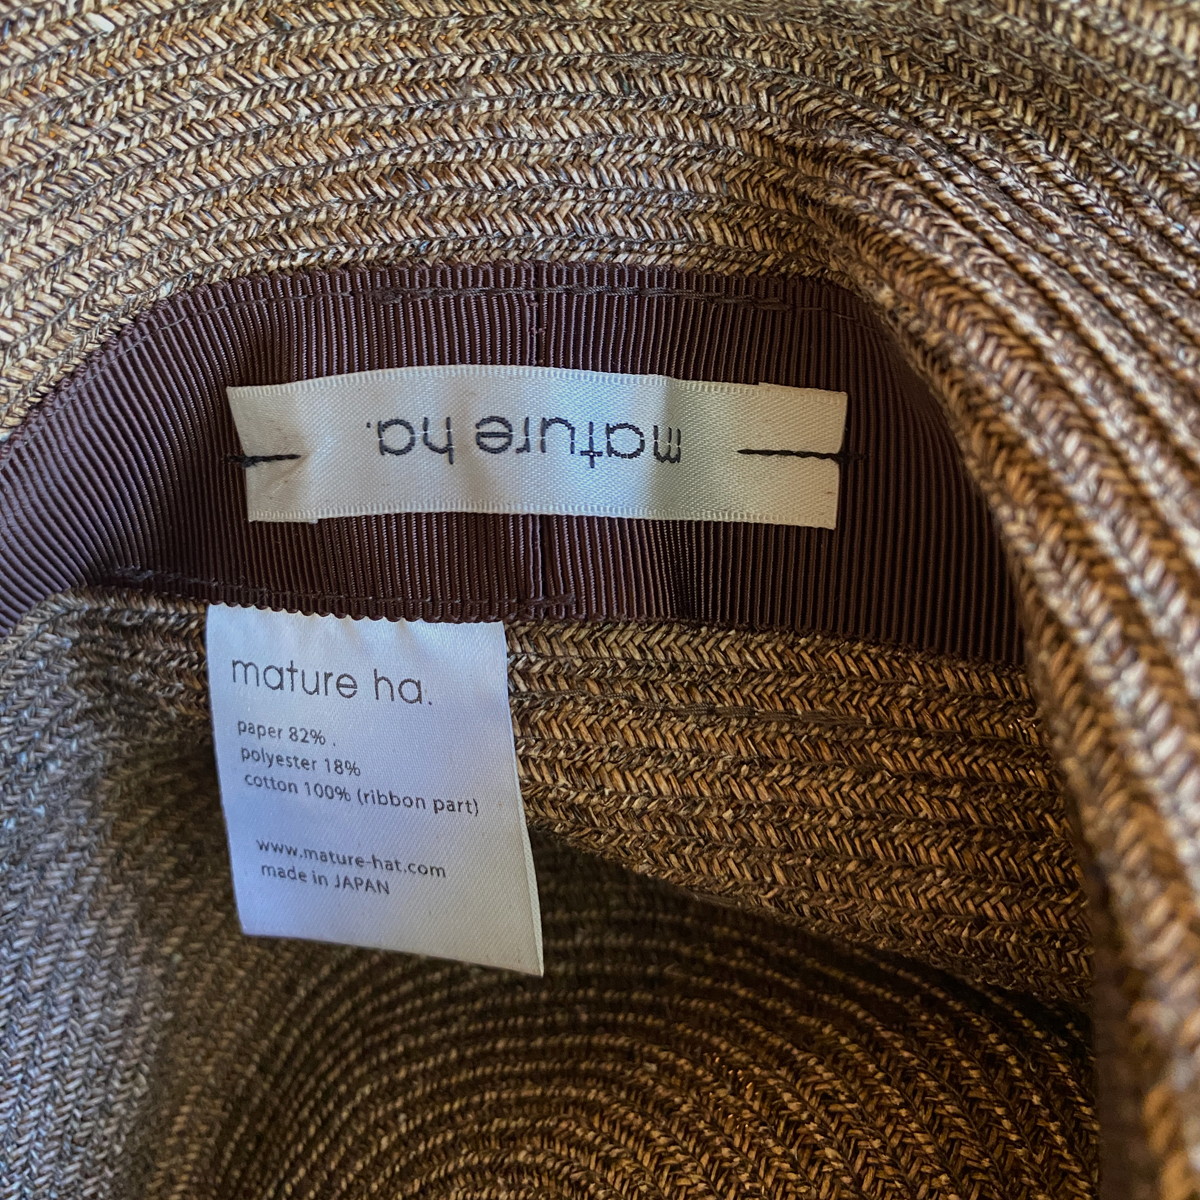 mature ha.
mature ha.
paper 82% .
polyester 18%
cotton 100% (ribbon part)
www.mature-hat.com
made in JAPAN